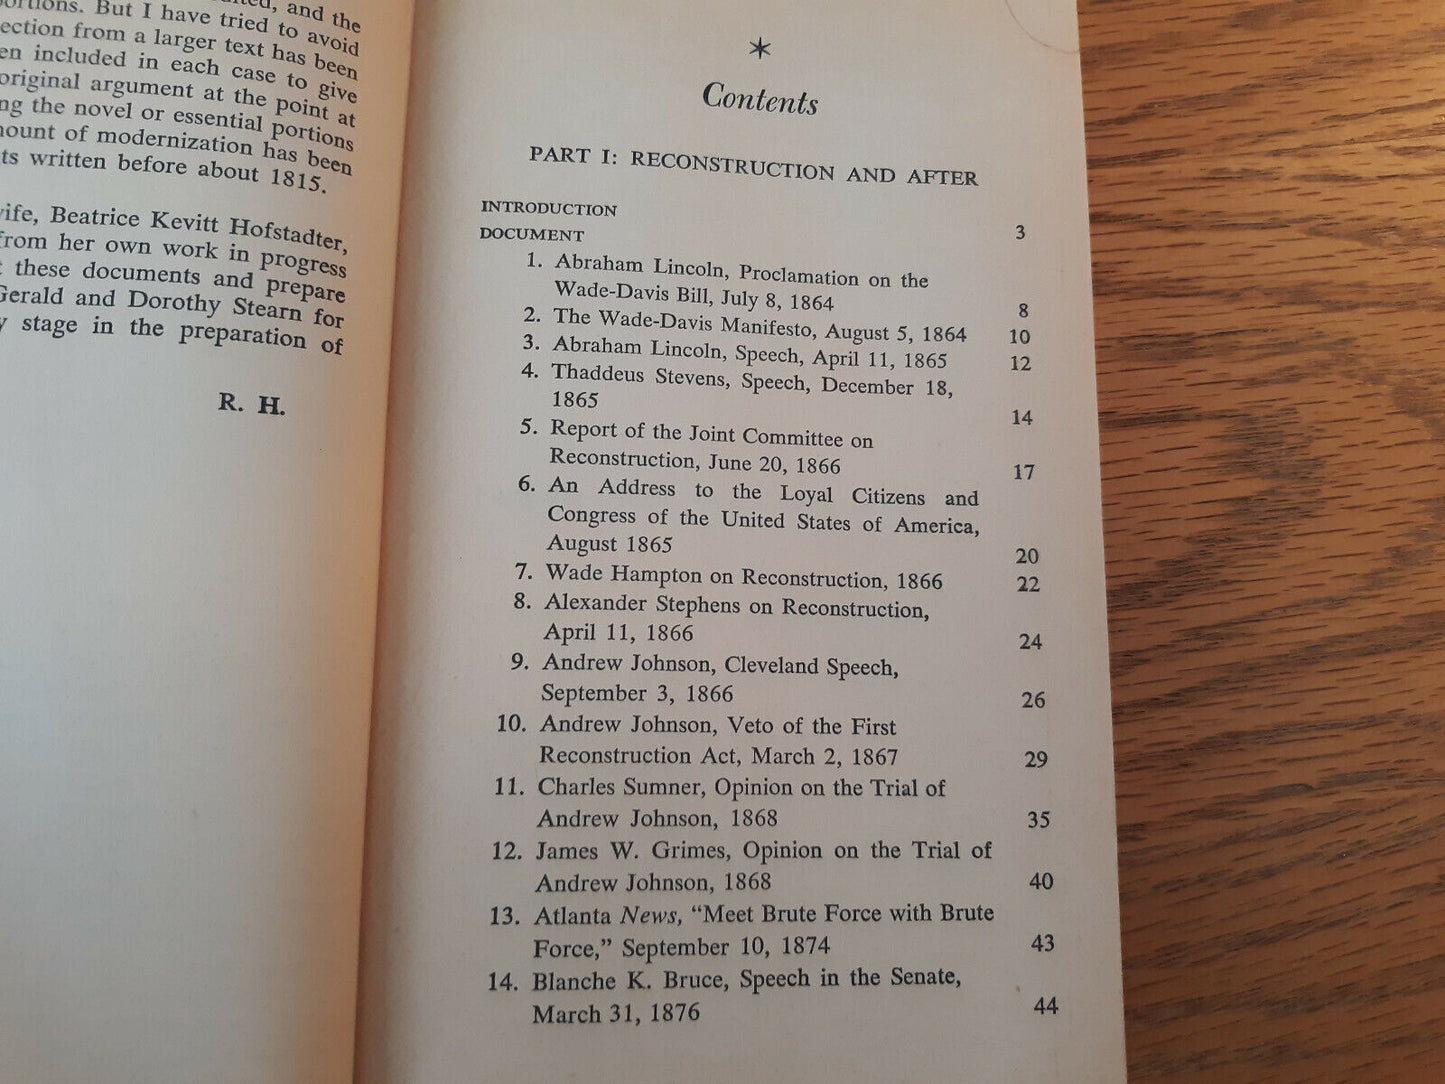 and the
But I have tried to avoid
from a larger text has been
included in each case to give
original argument at the point at
the novel or essential portions
of modernization has been
written before about 1815.
Beatrice Kevitt Hofstadter,
from her own work in progress
these documents and prepare
Gerald and Dorothy Stearn for
stage in the preparation of
R. H.
*
Contents
PART I: RECONSTRUCTION AND AFTER
INTRODUCTION 3
DOCUMENT
1. Abraham Lincoln, Proclamation on the
Wade-Davis Bill, July 8, 1864 8
2. The Wade-Davis Manifesto, August 5, 1864 10
3. Abraham Lincoln, Speech, April 11, 1865 12
4. Thaddeus Stevens, Speech, December 18,
1865 14
5. Report of the Joint Committee on
Reconstruction, June 20, 1866 17
6. An Address to the Loyal Citizens and
Congress of the United States of America,
August 1865 20
7. Wade Hampton on Reconstruction, 1866 22
8. Alexander Stephens on Reconstruction,
April 11, 1866 24
9. Andrew Johnson, Cleveland Speech,
September 3, 1866 26
10. Andrew Johnson, Veto of the First
Reconstruction Act, March 2, 1867 29
11. Charles Sumner, Opinion on the Trial of
Andrew Johnson, 1868 35
12. James W. Grimes, Opinion on the Trial of
Andrew Johnson, 1868 40
13. Atlanta News, “Meet Brute Force with Brute
Force,” September 10, 1874 43
14. Blanche K. Bruce, Speech in the Senate,
March 31, 1876 44